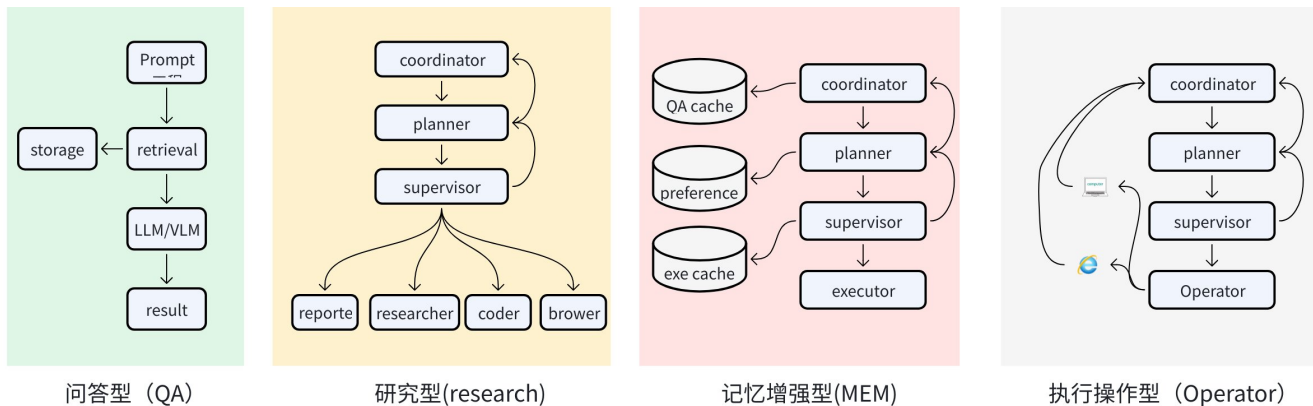 Prompt
storage
retrieval
LLM/VLM
result
问答型（QA）
coordinator
planner
supervisor
reporte
researcher
coder
brower
研究型(research)
QA cache
preference
exe cache
coordinator
planner
supervisor
executor
记忆增强型(MEM)
coordinator
planner
supervisor
Operator
执行操作型（Operator）